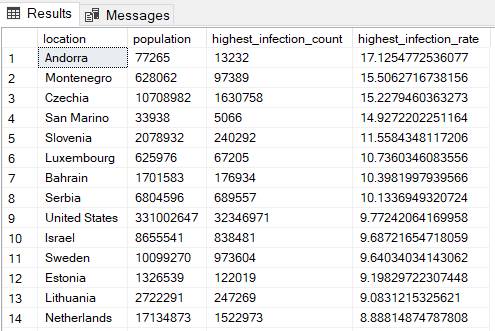 Results Messages
location population highest_infection_count highest_infection_rate
1 Andorra 77265 13232 17.1254772536077
2 Montenegro 628062 97389 15.5062716738156
3 Czechia 10708982 1630758 15.2279460363273
4 San Marino 33938 5066 14.9272202251164
5 Slovenia 2078932 240292 11.5584348117206
6 Luxembourg 625976 67205 10.7360346083556
7 Bahrain 1701583 176934 10.3981997939566
8 Serbia 6804596 689557 10.1336949320724
9 United States 331002647 32346971 9.77242064169958
10 Israel 8655541 838481 9.68721654718059
11 Sweden 10099270 973604 9.64034034143062
12 Estonia 1326539 122019 9.19829722307448
13 Lithuania 2722291 247269 9.0831215325621
14 Netherlands 17134873 1522973 8.88814874787808